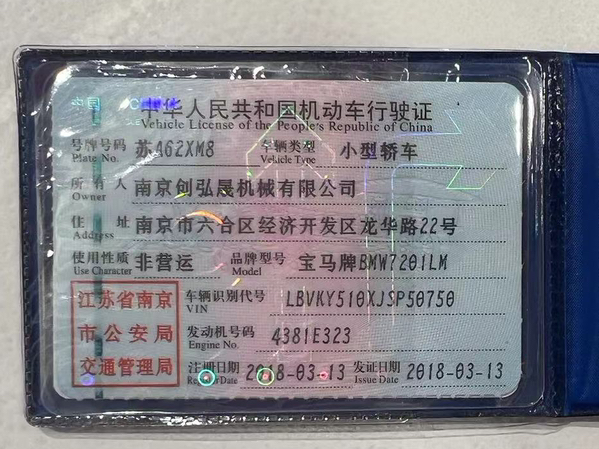 中华人民共和国机动车行驶证
Vehicle License of the People's Republic of China
号牌号码 苏462XM8 车辆类型 小型轿车
Plate No. Vehicle Type
所有人 南京创弘晟机械有限公司
Owner
住址 南京市六合区经济开发区龙华路22号
Address
使用性质 非营运 品牌型号 宝马牌BMW7201LM
Use Character Model
江苏省南京市公安局交通管理局
车辆识别代号 LBVKY510XJSP50750
VIN
发动机号码 4381E323
Engine No.
注册日期 2018-03-13 发证日期 2018-03-13
Register Date Issue Date